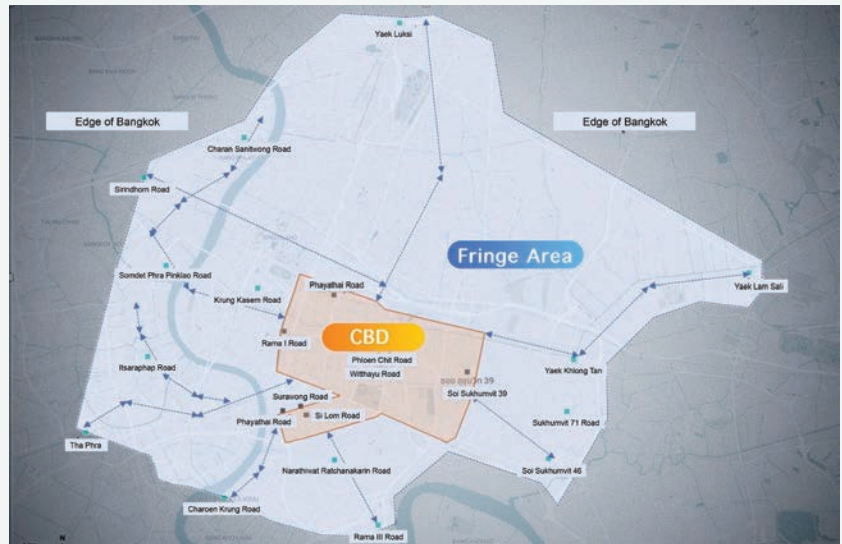 Yaek Luksi
Edge of Bangkok
Edge of Bangkok
Charan Sanitwong Road
Sirindhorn Road
Fringe Area
Somdet Phra Pinklao Road
Yaek Lam Sali
Phayathai Road
Krung Kasem Road
Rama I Road
CBD
Phloen Chit Road
Itsaraphap Road
Yaek Khlong Tan
Witthayu Road
39
Soi Sukhumvit 39
Surawong Road
Si Lom Road
Phayathai Road
Sukhumvit 71 Road
Tha Phra
Narathiwat Ratchanakarin Road
Soi Sukhumvit 46
Charoen Krung Road
Rama III Road
N